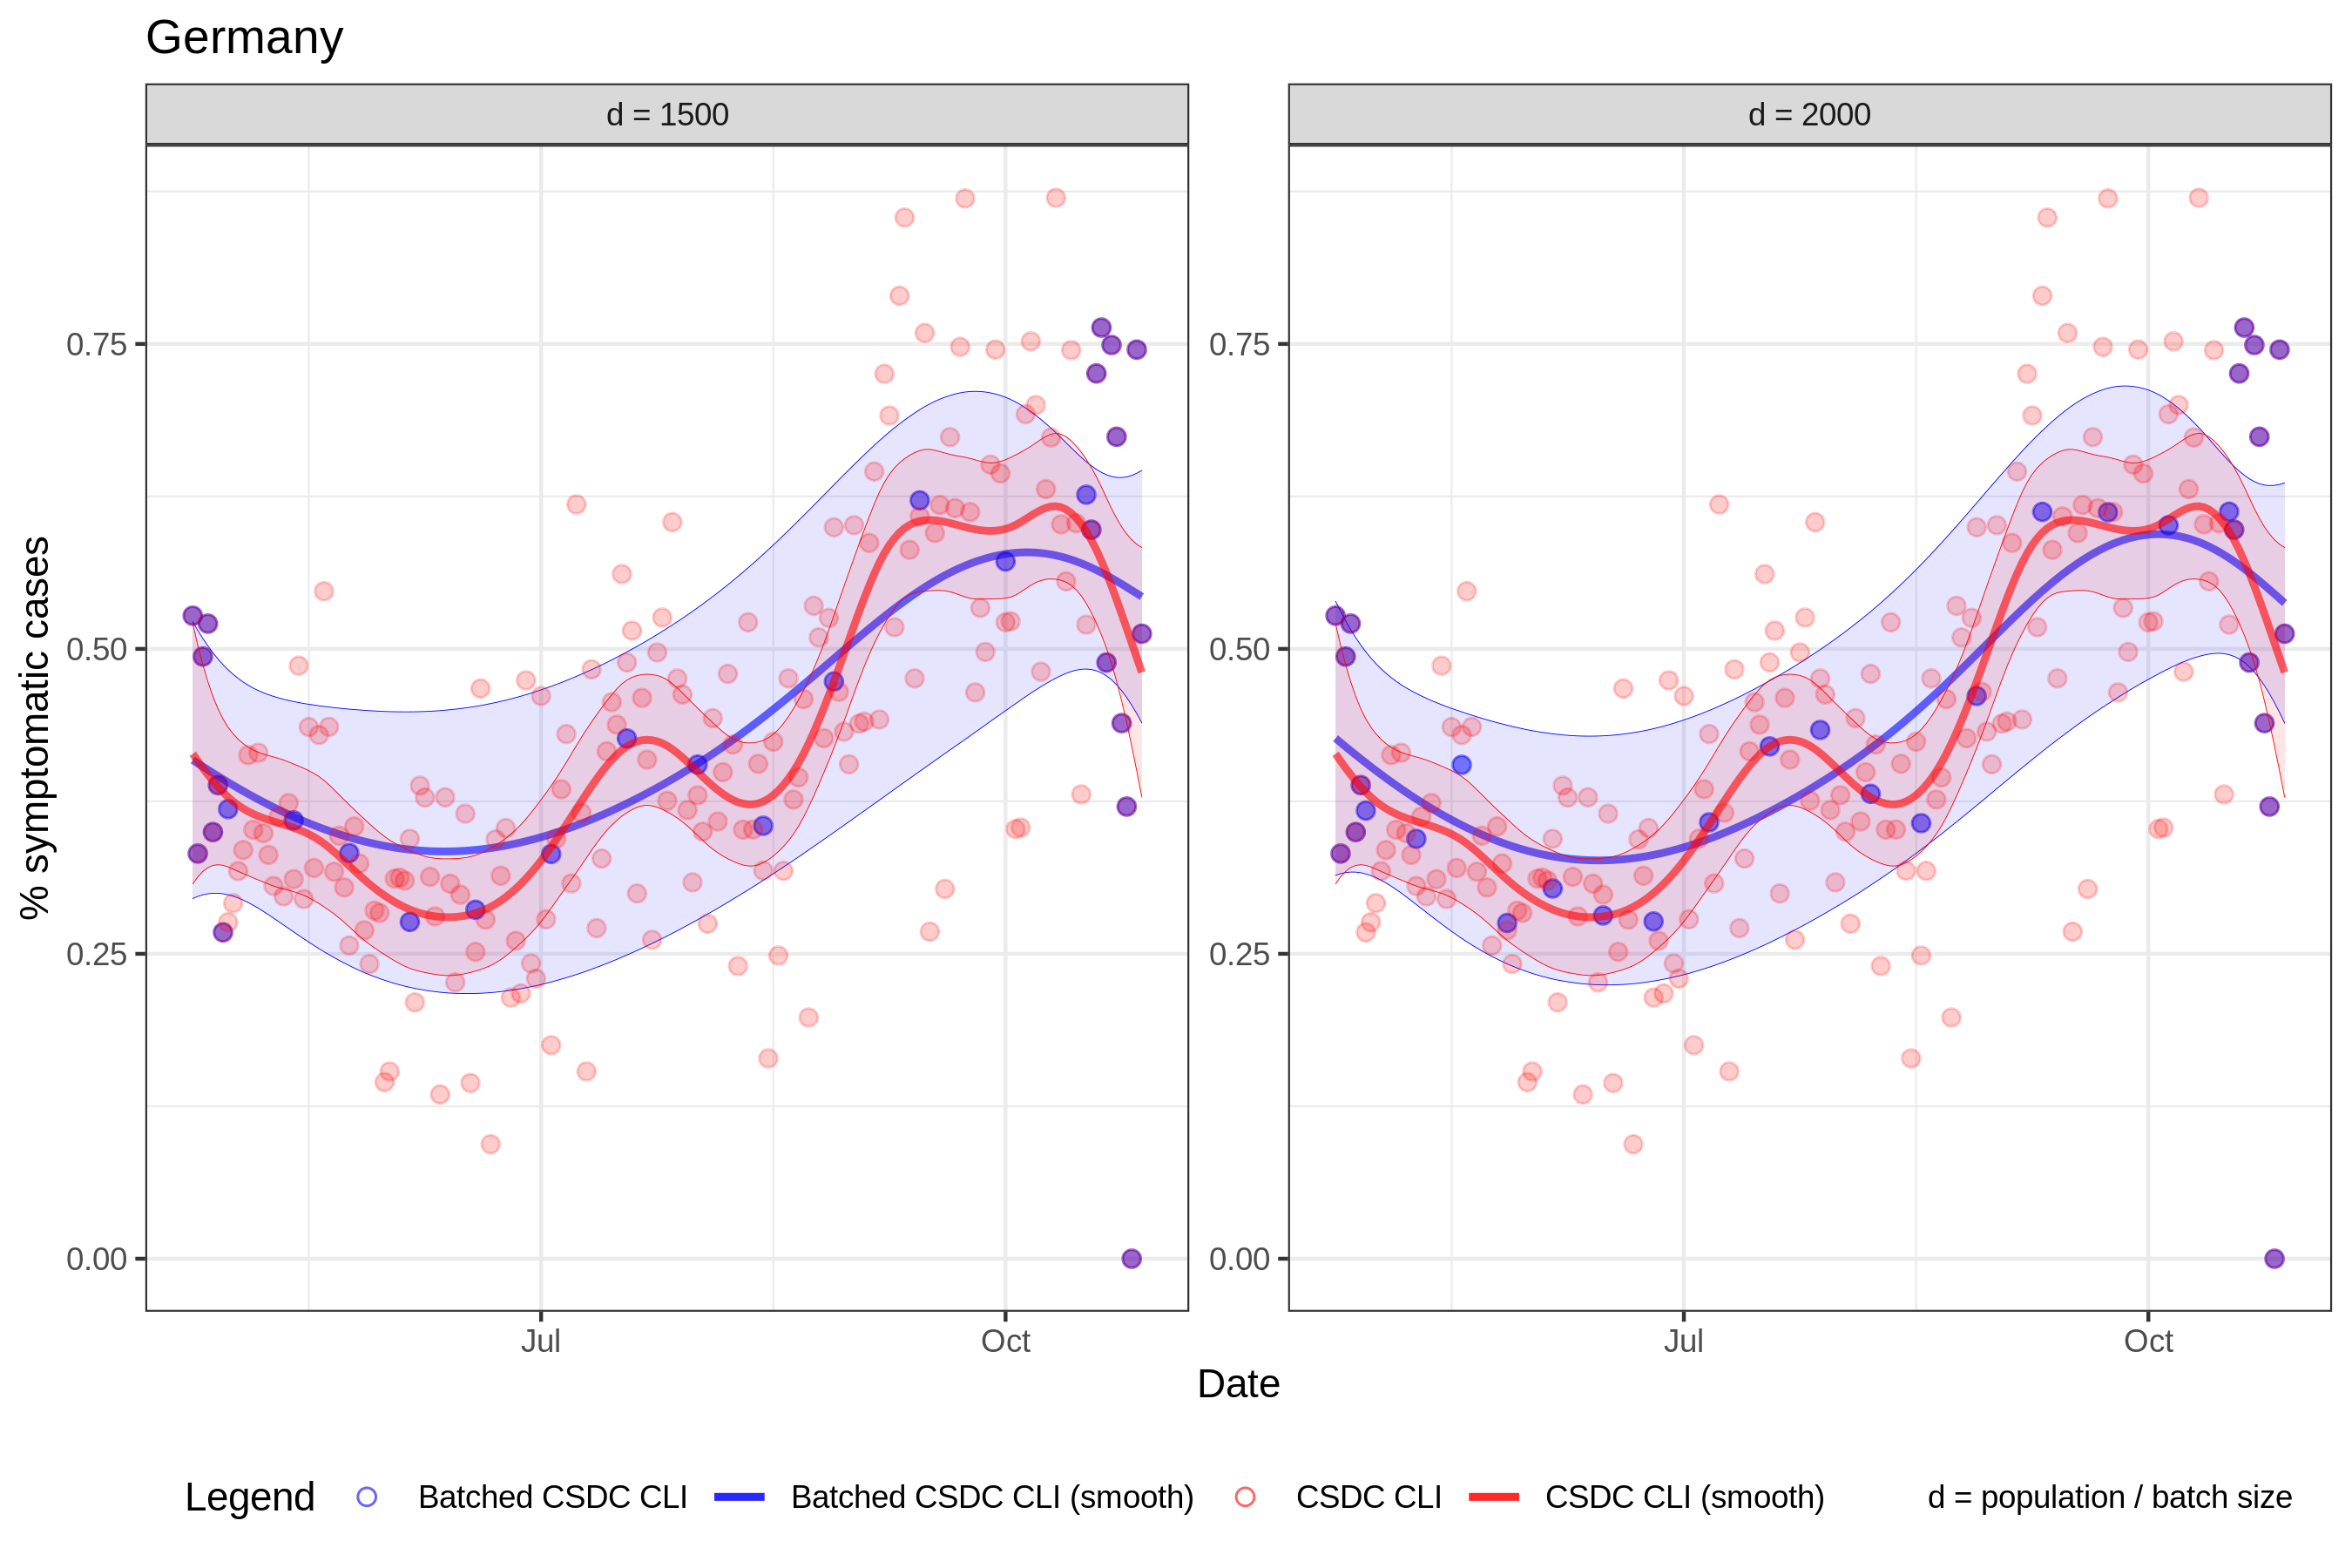 Germany
d = 1500
d = 2000
% symptomatic cases
0.75
0.50
0.25
0.00
0.75
0.50
0.25
0.00
Jul
Oct
Jul
Oct
Date
Legend Batched CSDC CLI Batched CSDC CLI (smooth) CSDC CLI CSDC CLI (smooth) d = population / batch size